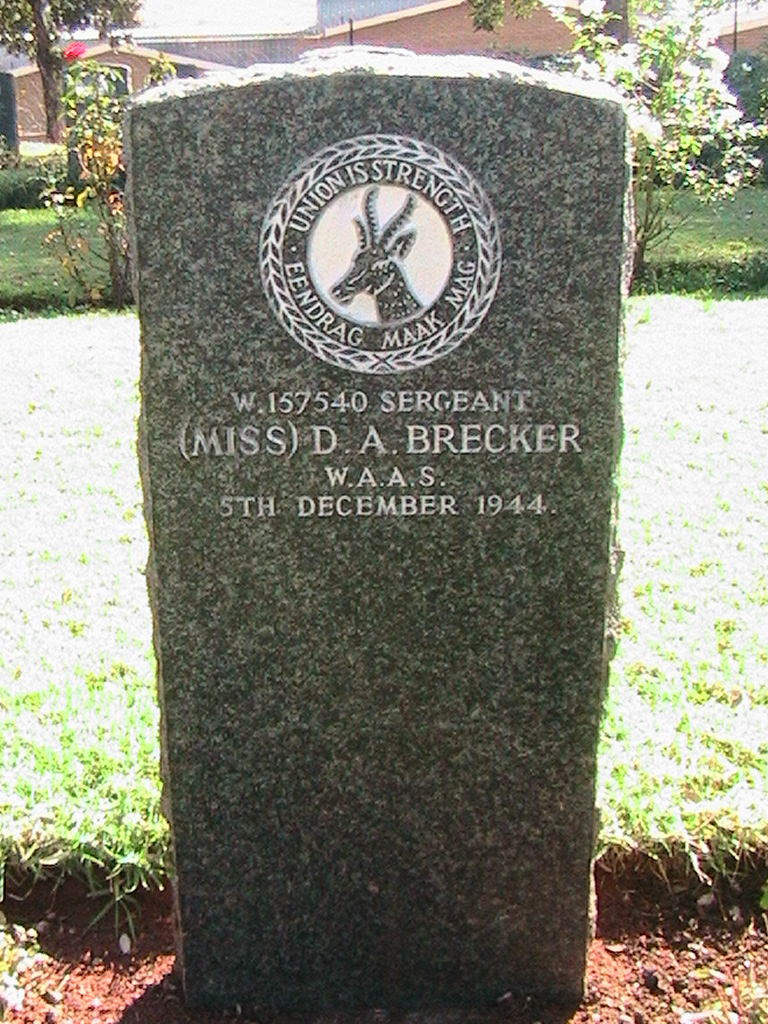 UNION IS STRENGTH
EENDRAG MAAK MAG
W.157540 SERGEANT
(MISS) D. A. BRECKER
W.A.A.S.
5TH DECEMBER 1944.